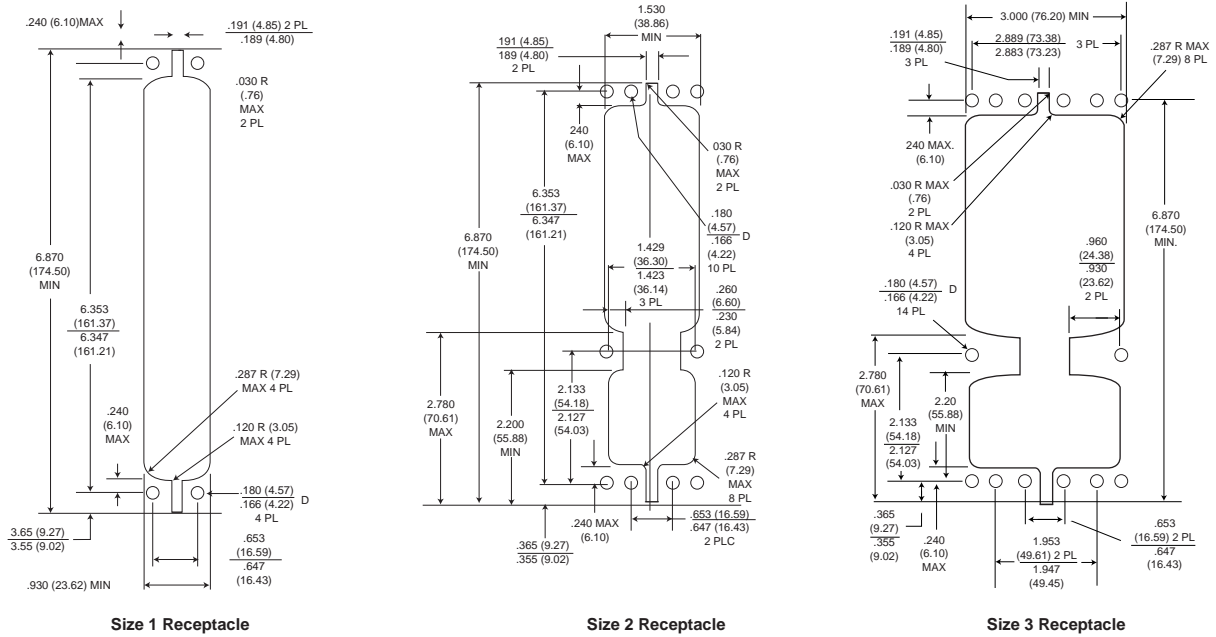 .240 (6.10)MAX
.191 (4.85) 2 PL
.189 (4.80)
.030 R
(.76)
MAX
2 PL
6.870
(174.50)
MIN
6.353
(161.37)
6.347
(161.21)
.287 R (7.29)
MAX 4 PL
.240
(6.10)
MAX
.120 R (3.05)
MAX 4 PL
.180 (4.57)
.166 (4.22)
D
4 PL
3.65 (9.27)
3.55 (9.02)
.653
(16.59)
.647
(16.43)
.930 (23.62) MIN
Size 1 Receptacle
1.530
(38.86)
MIN
191 (4.85)
189 (4.80)
2 PL
240
(6.10)
MAX
030 R
(.76)
MAX
2 PL
6.353
(161.37)
6.347
(161.21)
6.870
(174.50)
MIN
.180
(4.57)
.166
(4.22)
D
10 PL
1.429
(36.30)
1.423
(36.14)
3 PL
.260
(6.60)
.230
(5.84)
2 PL
2.780
(70.61)
MAX
2.200
(55.88)
MIN
2.133
(54.18)
2.127
(54.03)
.120 R
(3.05)
MAX
4 PL
.287 R
(7.29)
MAX
8 PL
.240 MAX
(6.10)
.653 (16.59)
.647 (16.43)
2 PLC
.365 (9.27)
.355 (9.02)
Size 2 Receptacle
3.000 (76.20) MIN
.191 (4.85)
.189 (4.80)
3 PL
2.889 (73.38)
2.883 (73.23)
3 PL
.287 R MAX
(7.29) 8 PL
240 MAX.
(6.10)
.030 R MAX
(.76)
2 PL
.120 R MAX
(3.05)
4 PL
6.870
(174.50)
MIN.
.960
(24.38)
.930
(23.62)
2 PL
.180 (4.57)
.166 (4.22)
D
14 PL
2.780
(70.61)
MAX
2.133
(54.18)
2.127
(54.03)
2.20
(55.88)
MIN
.365
(9.27)
.355
(9.02)
.240
(6.10)
MAX
1.953
(49.61) 2 PL
1.947
(49.45)
.653
(16.59) 2 PL
.647
(16.43)
Size 3 Receptacle